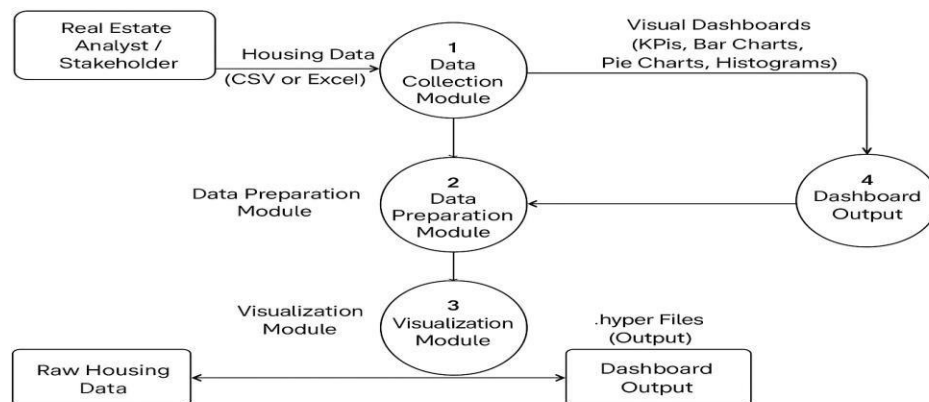 Real Estate
Analyst /
Stakeholder
Housing Data
(CSV or Excel)
1
Data
Collection
Module
Visual Dashboards
(KPis, Bar Charts,
Pie Charts, Histograms)
Data Preparation
Module
2
Data
Preparation
Module
4
Dashboard
Output
Visualization
Module
3
Visualization
Module
.hyper Files
(Output)
Raw Housing
Data
Dashboard
Output